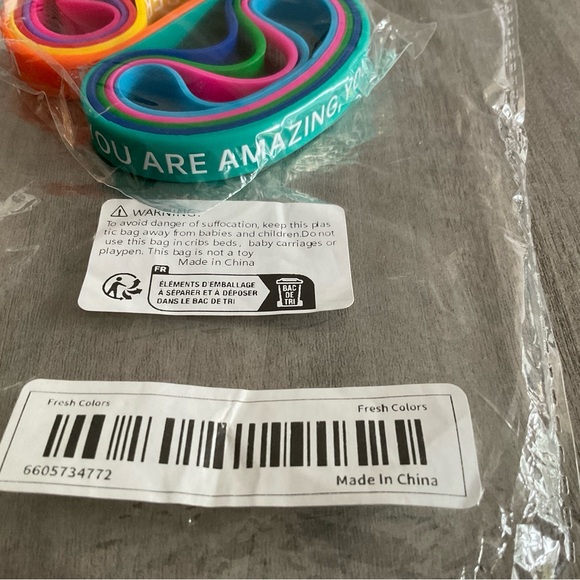 YOU ARE AMAZING,
⚠ WARNING:
To avoid danger of suffocation, keep this plas
tic bag away from babies and children.Do not
use this bag in cribs beds, baby carriages or
playpen. This bag is not a toy
Made in China
FR
ÉLÉMENTS D'EMBALLAGE
À SÉPARER ET À DÉPOSER
DANS LE BAC DE TRI
BAC
DE
TRI
Fresh Colors
Fresh Colors
6605734772
Made In China